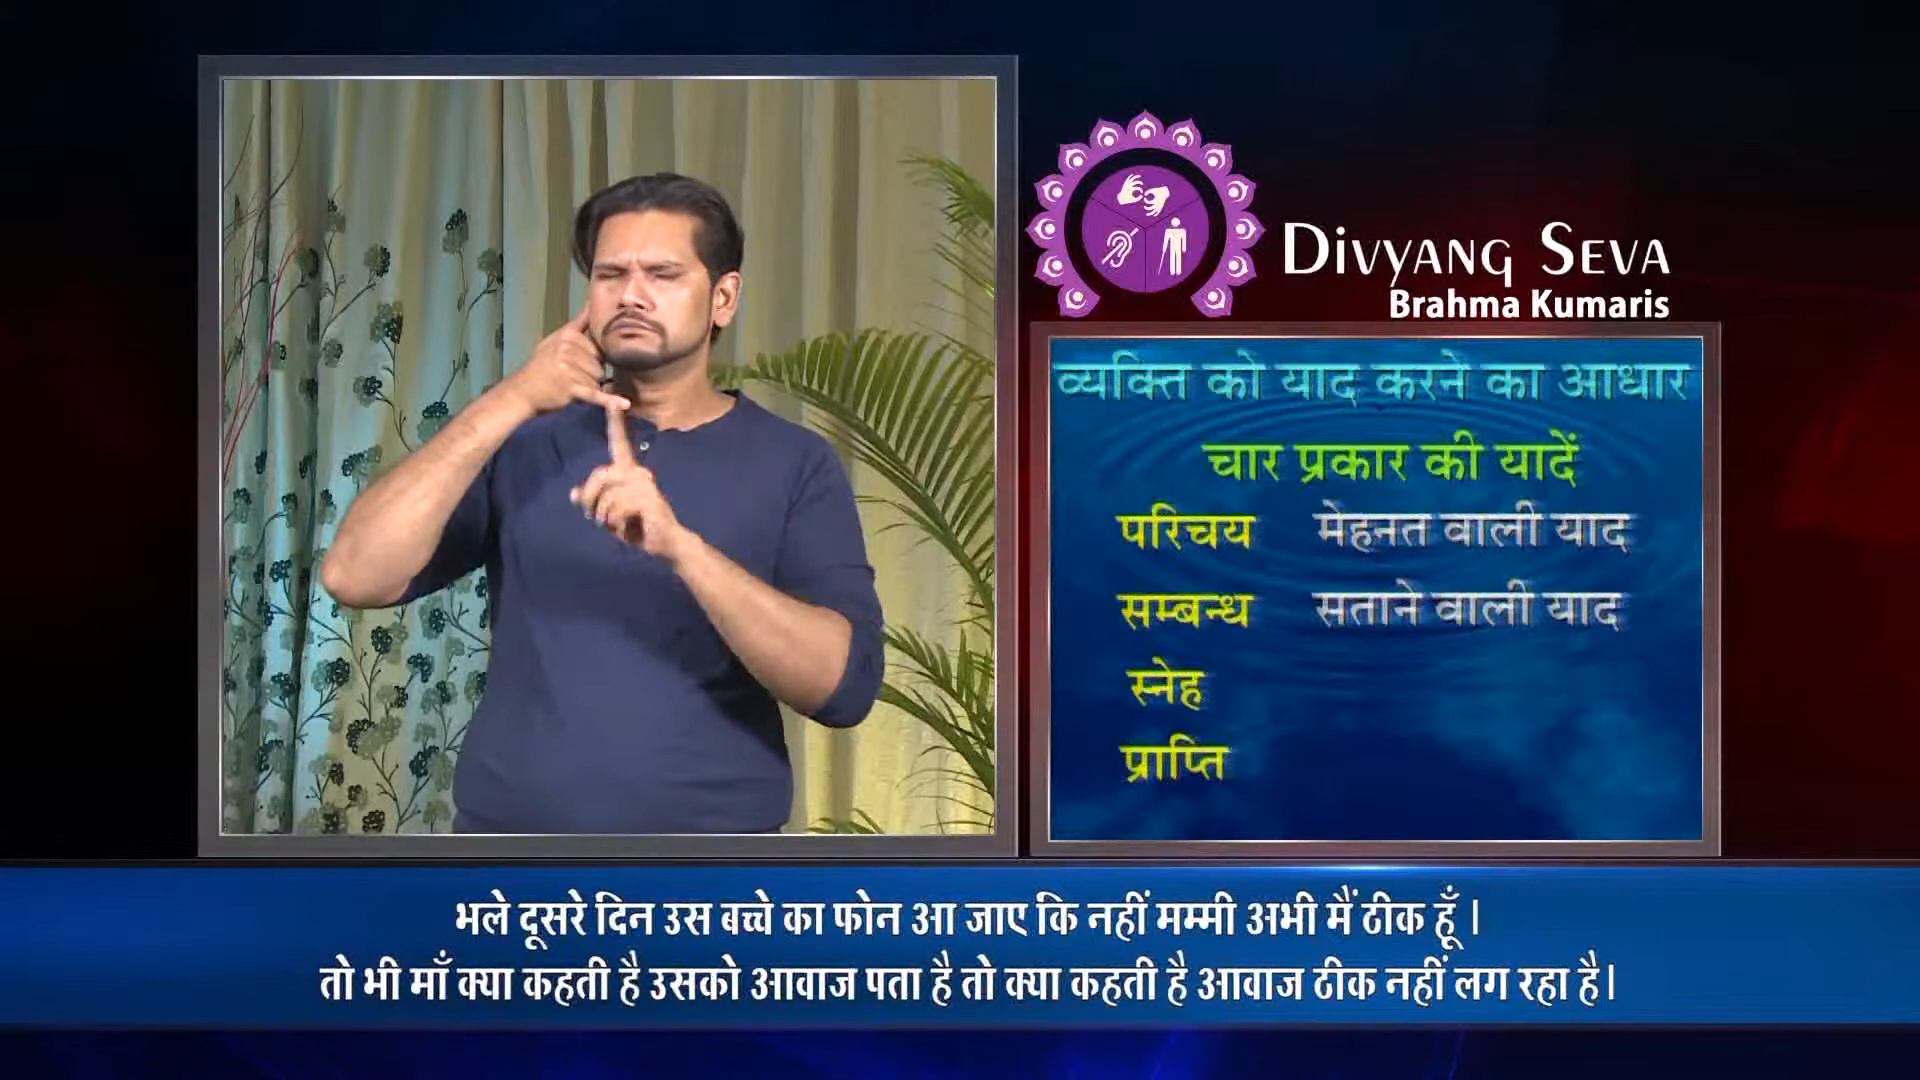 DIVYANG SEVA
Brahma Kumaris
व्यक्ति को याद करने का आधार
चार प्रकार की यादें
परिचय मेहनत वाली याद
सम्बन्ध सताने वाली याद
स्नेह
प्राप्ति
भले दूसरे दिन उस बच्चे का फोन आ जाए कि नहीं मम्मी अभी मैं ठीक हूँ |
तो भी माँ क्या कहती है उसको आवाज पता है तो क्या कहती है आवाज ठीक नहीं लग रहा है|